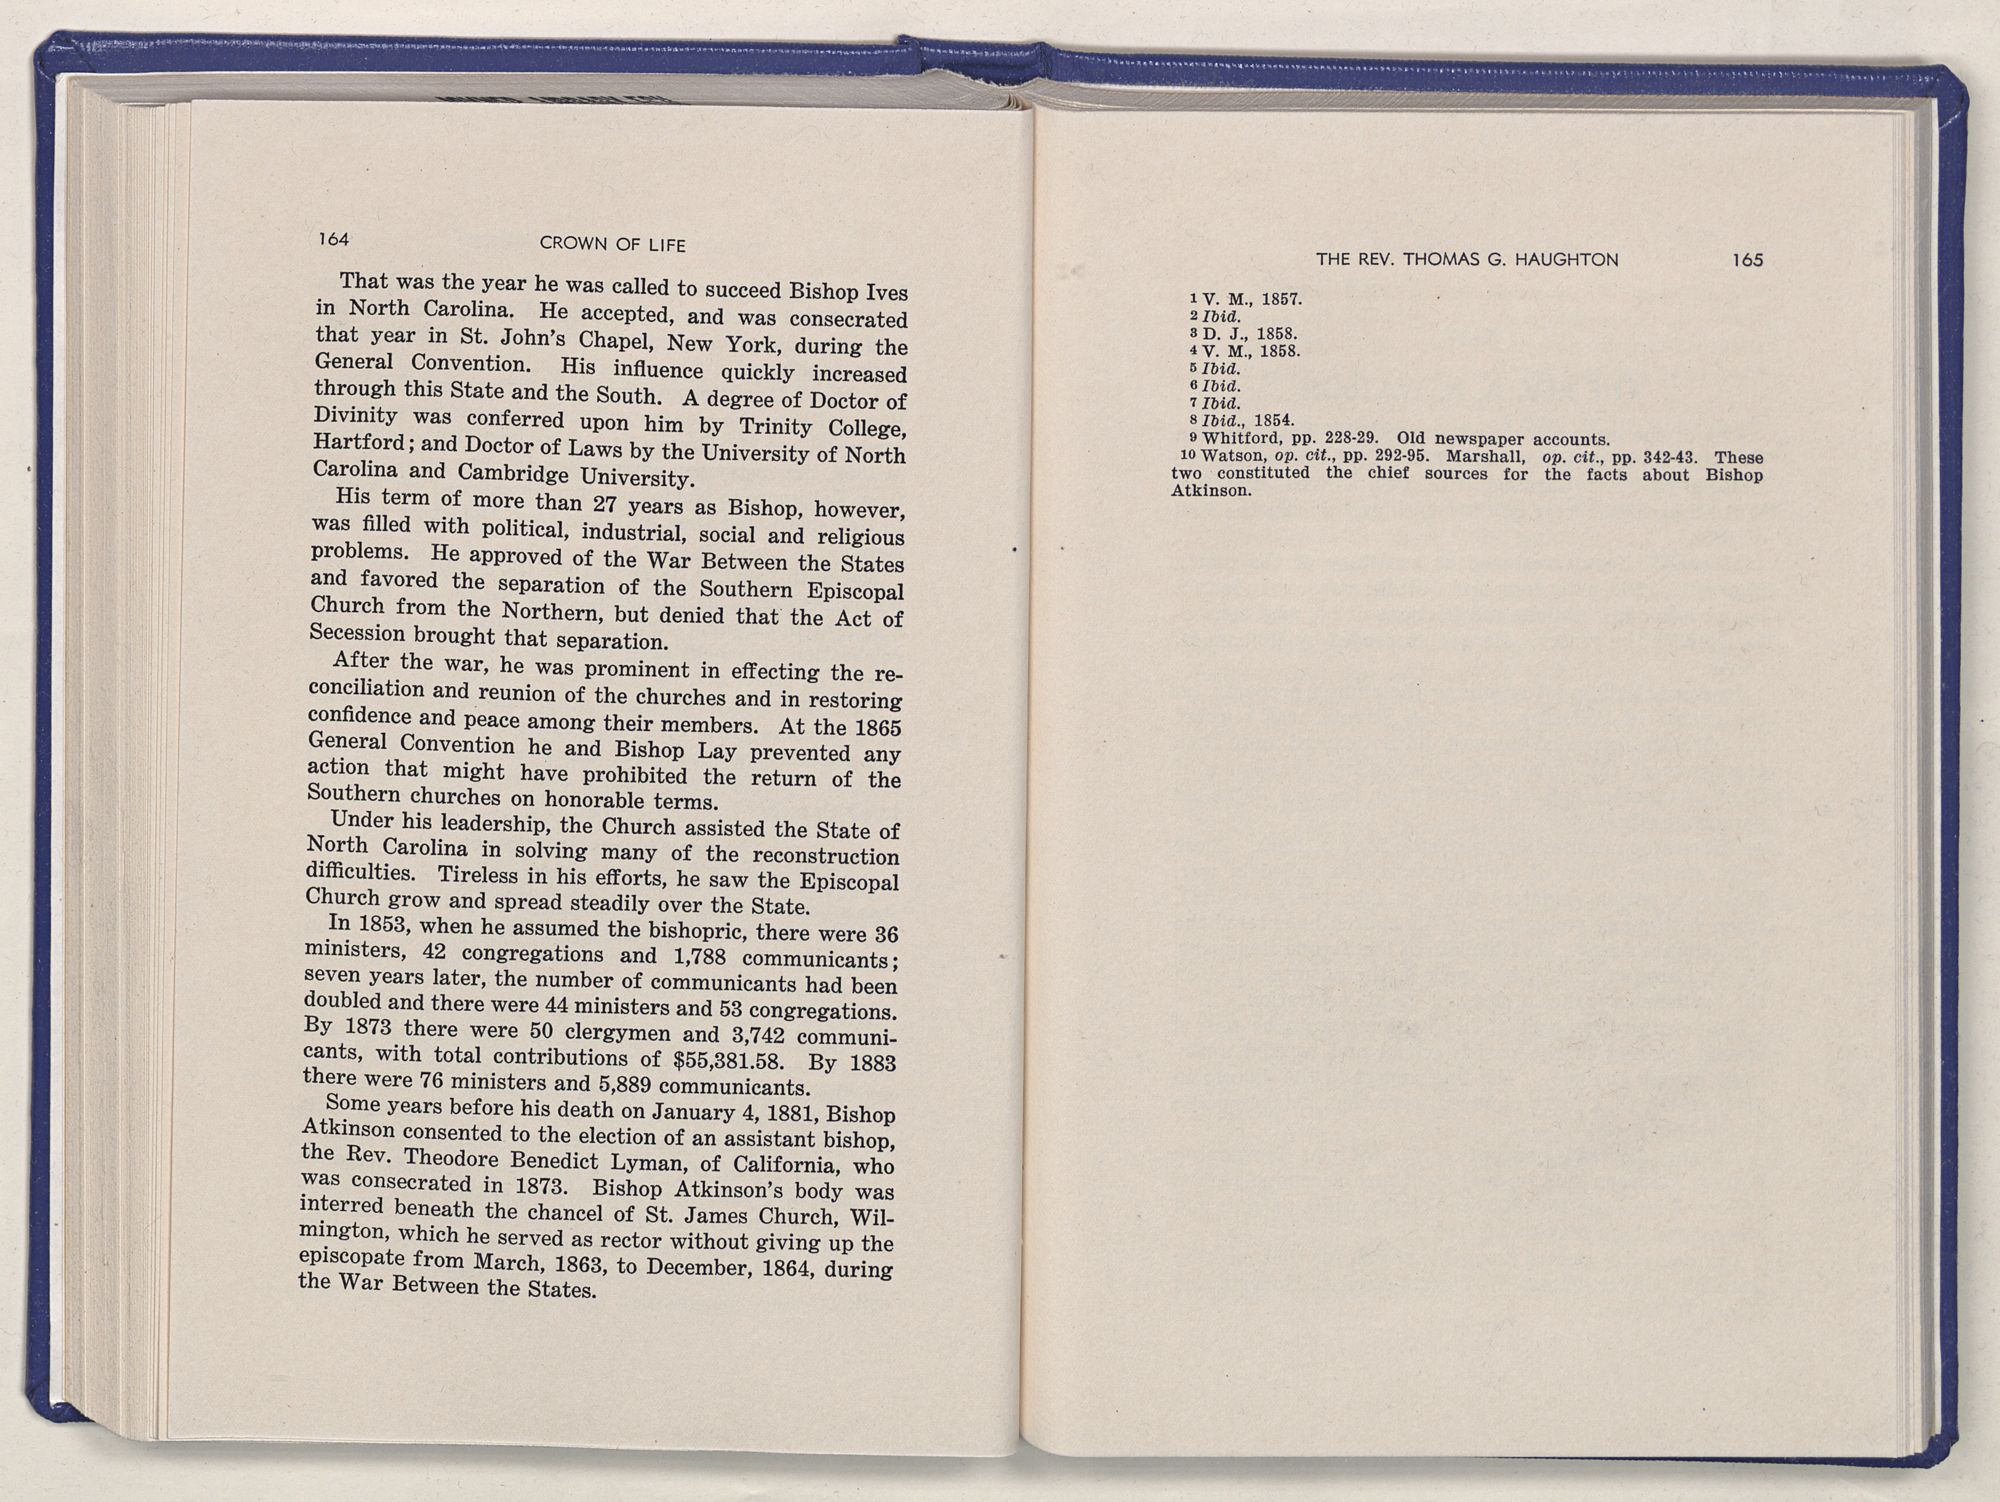 164
CROWN OF LIFE
That was the year he was called to succeed Bishop Ives
in North Carolina. He accepted, and was consecrated
that year in St. John's Chapel, New York, during the
General Convention. His influence quickly increased
through this State and the South. A degree of Doctor of
Divinity was conferred upon him by Trinity College,
Hartford; and Doctor of Laws by the University of North
Carolina and Cambridge University.
His term of more than 27 years as Bishop, however,
was filled with political, industrial, social and religious
problems. He approved of the War Between the States
and favored the separation of the Southern Episcopal
Church from the Northern, but denied that the Act of
Secession brought that separation.
After the war, he was prominent in effecting the re-
conciliation and reunion of the churches and in restoring
confidence and peace among their members. At the 1865
General Convention he and Bishop Lay prevented any
action that might have prohibited the return of the
Southern churches on honorable terms.
Under his leadership, the Church assisted the State of
North Carolina in solving many of the reconstruction
difficulties. Tireless in his efforts, he saw the Episcopal
Church grow and spread steadily over the State.
In 1853, when he assumed the bishopric, there were 36
ministers, 42 congregations and 1,788 communicants;
seven years later, the number of communicants had been
doubled and there were 44 ministers and 53 congregations.
By 1873 there were 50 clergymen and 3,742 communi-
cants, with total contributions of $55,381.58. By 1883
there were 76 ministers and 5,889 communicants.
Some years before his death on January 4, 1881, Bishop
Atkinson consented to the election of an assistant bishop,
the Rev. Theodore Benedict Lyman, of California, who
was consecrated in 1873. Bishop Atkinson's body was
interred beneath the chancel of St. James Church, Wil-
mington, which he served as rector without giving up the
episcopate from March, 1863, to December, 1864, during
the War Between the States.
THE REV. THOMAS G. HAUGHTON 165
1 V. M., 1857.
2 Ibid.
3 D. J., 1858.
4 V. M., 1858.
5 Ibid.
6 Ibid.
7 Ibid.
8 Ibid., 1854.
9 Whitford, pp. 228-29. Old newspaper accounts.
10 Watson, op. cit., pp. 292-95. Marshall, op. cit., pp. 342-43. These
two constituted the chief sources for the facts about Bishop
Atkinson.